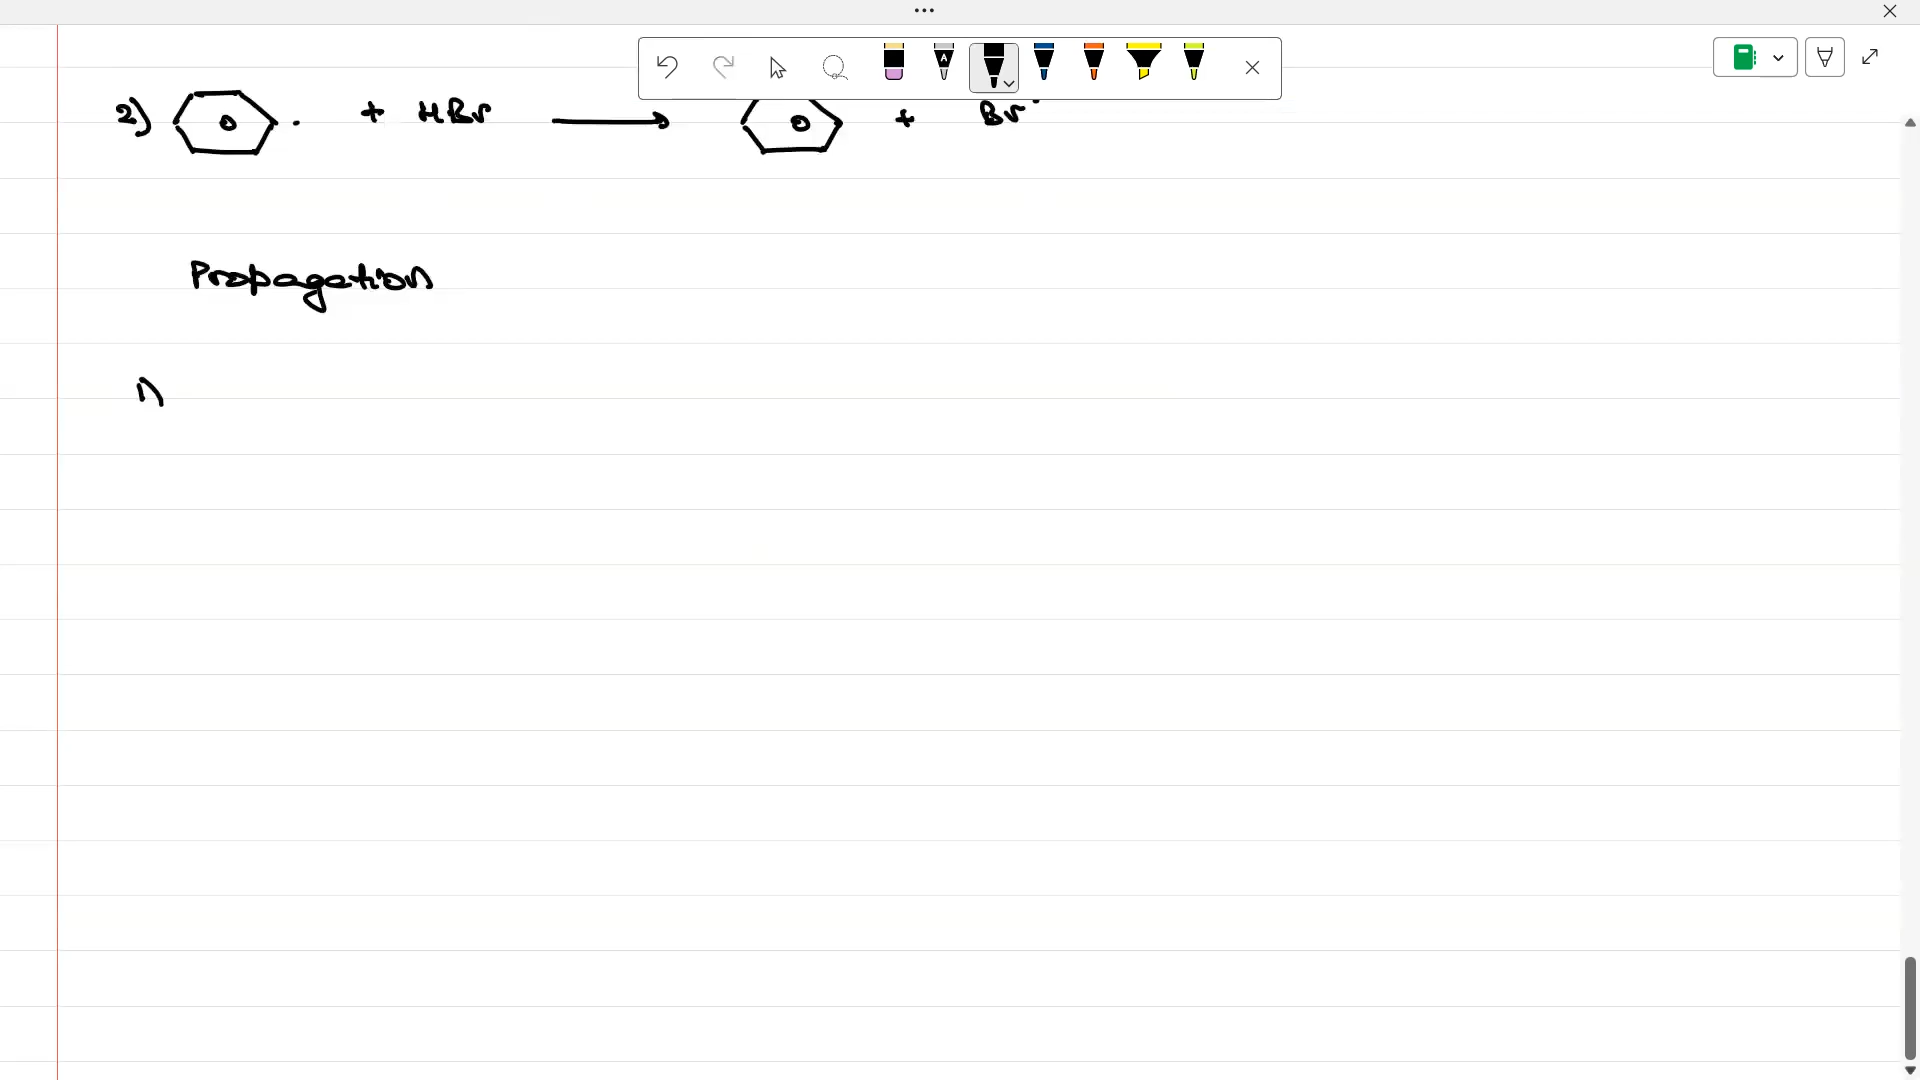 2) · + HBr → + Br·
Propagation
1)